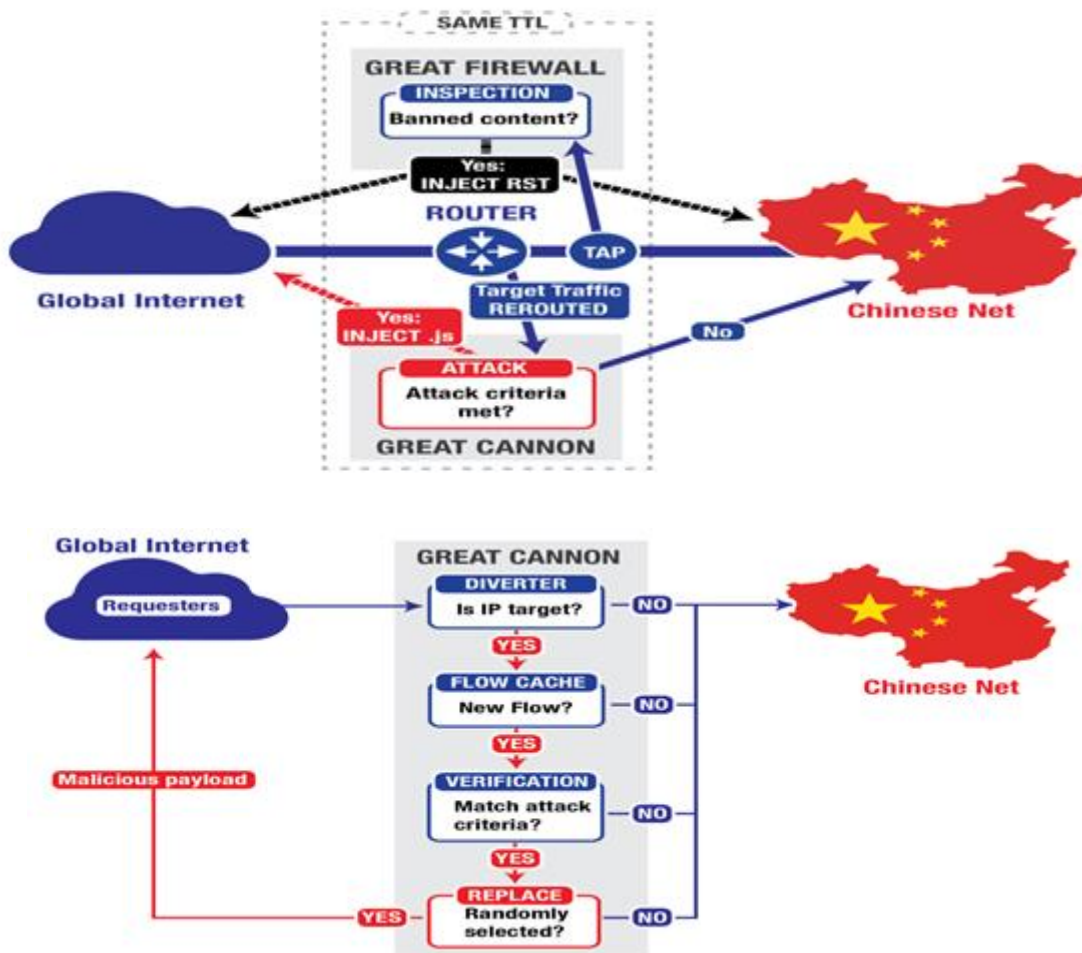 SAME TTL
GREAT FIREWALL
INSPECTION
Banned content?
Yes:
INJECT RST
ROUTER
TAP
Global Internet
Target Traffic
REROUTED
Chinese Net
Yes:
INJECT .js
No
ATTACK
Attack criteria
met?
GREAT CANNON
Global Internet
GREAT CANNON
Requesters
DIVERTER
Is IP target?
NO
YES
FLOW CACHE
New Flow?
NO
Chinese Net
YES
Malicious payload
VERIFICATION
Match attack
criteria?
NO
YES
REPLACE
Randomly
selected?
YES
NO